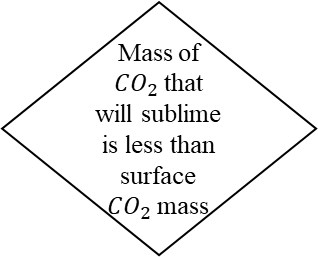 Mass of
𝐶𝑂₂ that
will sublime
is less than
surface
𝐶𝑂₂ mass